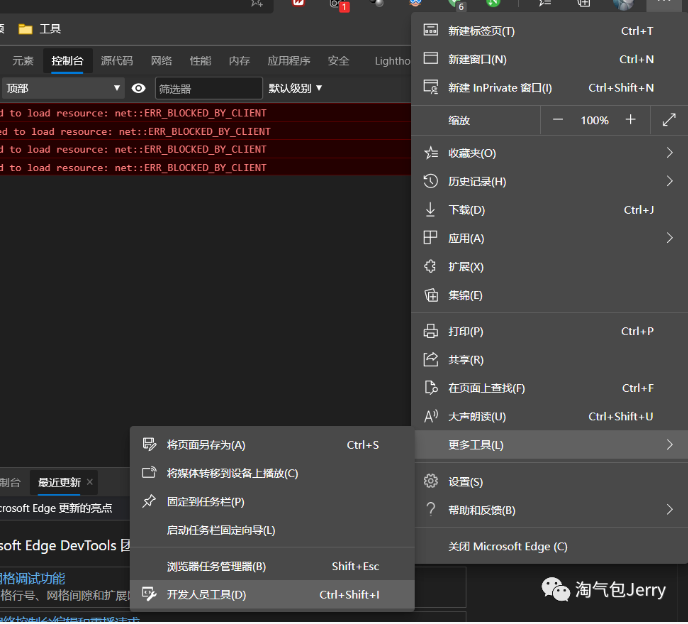 1
6
工具
元素 控制台 源代码 网络 性能 内存 应用程序 安全 Lightho
顶部 筛选器 默认级别
d to load resource: net::ERR_BLOCKED_BY_CLIENT
ed to load resource: net::ERR_BLOCKED_BY_CLIENT
d to load resource: net::ERR_BLOCKED_BY_CLIENT
d to load resource: net::ERR_BLOCKED_BY_CLIENT
新建标签页(T) Ctrl+T
新建窗口(N) Ctrl+N
新建 InPrivate 窗口(I) Ctrl+Shift+N
缩放 — 100% +
收藏夹(O)
历史记录(H)
下载(D) Ctrl+J
应用(A)
扩展(X)
集锦(E)
打印(P) Ctrl+P
共享(R)
在页面上查找(F) Ctrl+F
大声朗读(U) Ctrl+Shift+U
更多工具(L)
设置(S)
帮助和反馈(B)
关闭 Microsoft Edge (C)
将页面另存为(A) Ctrl+S
将媒体转移到设备上播放(C)
固定到任务栏(P)
启动任务栏固定向导(L)
浏览器任务管理器(B) Shift+Esc
开发人员工具(D) Ctrl+Shift+I
制台 最近更新 ×
crosoft Edge 更新的亮点
soft Edge DevTools 团
网格调试功能
格行号、网格间隙和扩展
淘气包Jerry